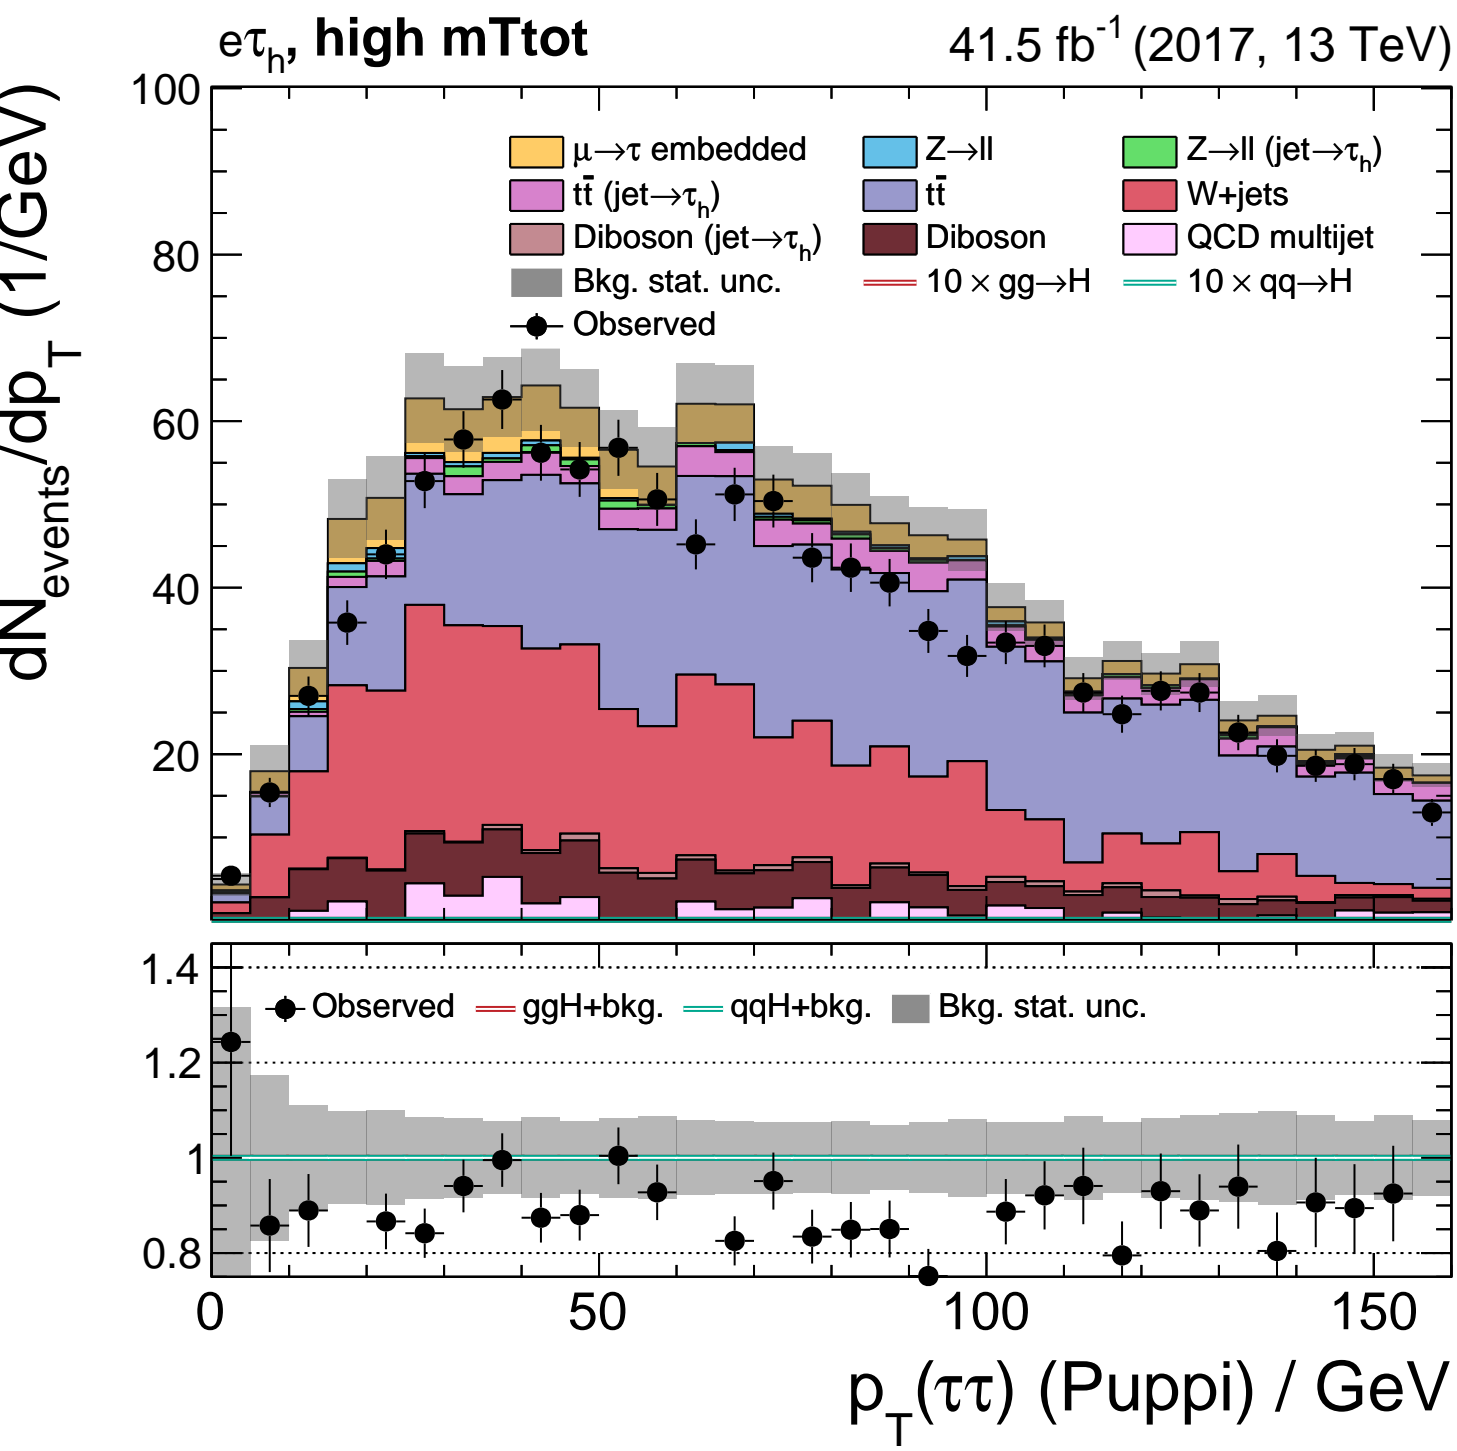 eτh, high mTtot 41.5 fb-1 (2017, 13 TeV)
100
80
60
40
20
dNevents/dpT (1/GeV)
μ→τ embedded Z→ll Z→ll (jet→τh)
tt̄ (jet→τh) tt̄ W+jets
Diboson (jet→τh) Diboson QCD multijet
Bkg. stat. unc. 10 × gg→H 10 × qq→H
Observed
1.4
1.2
1
0.8
Observed ggH+bkg. qqH+bkg. Bkg. stat. unc.
0 50 100 150
pT(ττ) (Puppi) / GeV